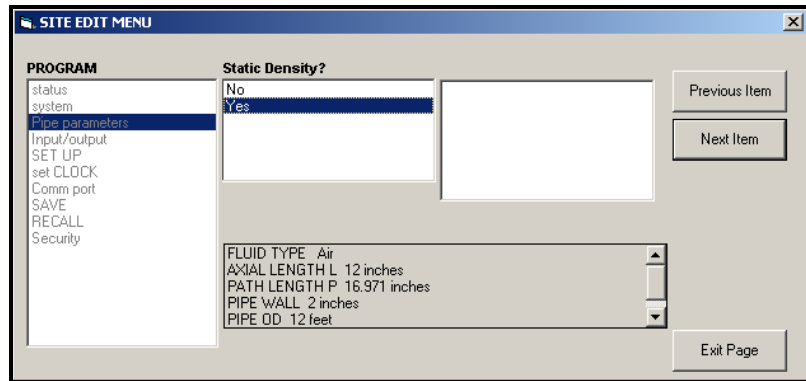 SITE EDIT MENU
PROGRAM
status
system
Pipe parameters
Input/output
SET UP
set CLOCK
Comm port
SAVE
RECALL
Security
Static Density?
No
Yes
Previous Item
Next Item
FLUID TYPE Air
AXIAL LENGTH L 12 inches
PATH LENGTH P 16.971 inches
PIPE WALL 2 inches
PIPE OD 12 feet
Exit Page